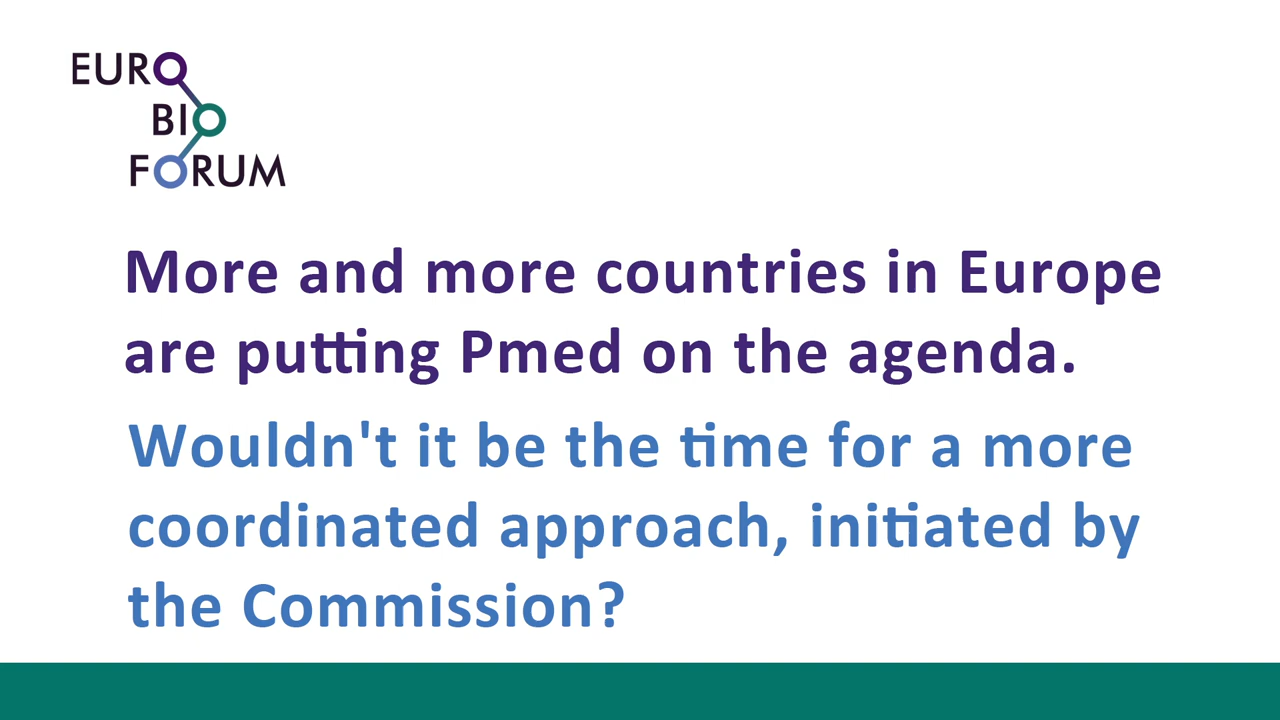 EURO
BIO
FORUM
More and more countries in Europe
are putting Pmed on the agenda.
Wouldn't it be the time for a more
coordinated approach, initiated by
the Commission?